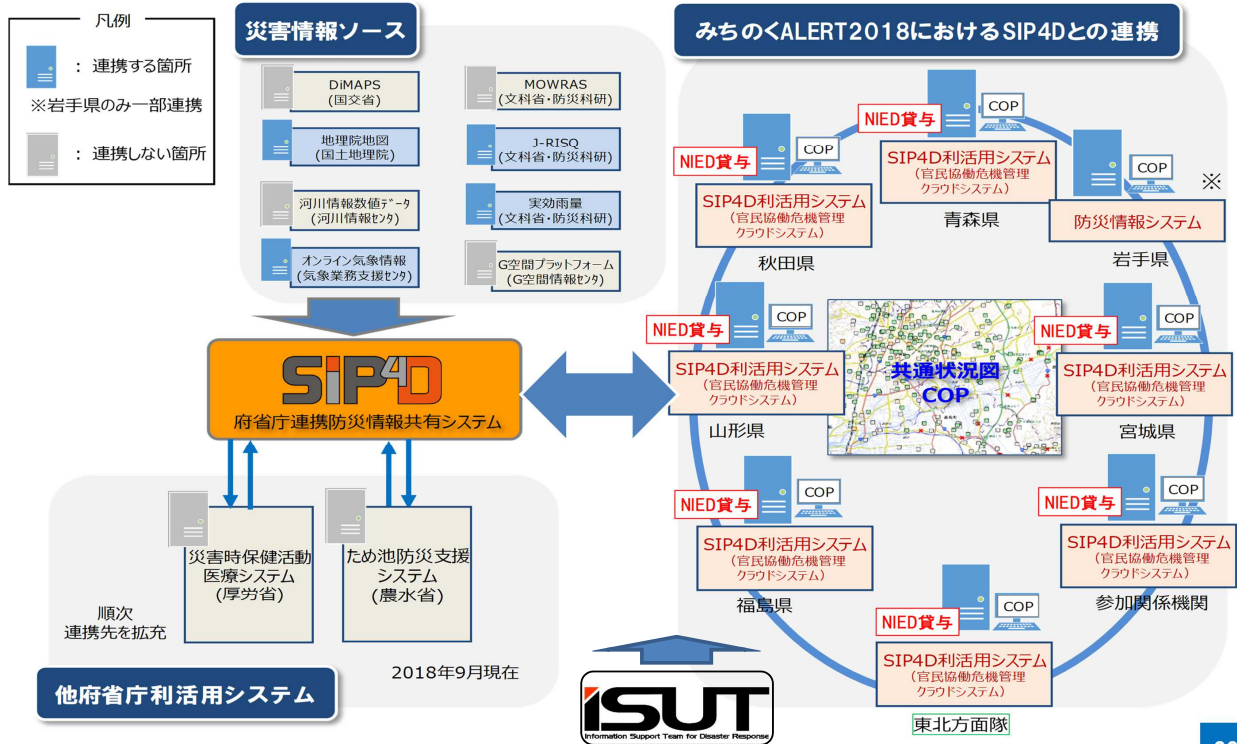 凡例
：連携する箇所
※岩手県のみ一部連携
：連携しない箇所
災害情報ソース
DiMAPS
(国交省)
MOWRAS
(文科省・防災科研)
地理院地図
(国土地理院)
J-RISQ
(文科省・防災科研)
河川情報数値データ
(河川情報センタ)
実効雨量
(文科省・防災科研)
オンライン気象情報
(気象業務支援センタ)
G空間プラットフォーム
(G空間情報センタ)
SiP4D
府省庁連携防災情報共有システム
災害時保健活動
医療システム
(厚労省)
ため池防災支援
システム
(農水省)
順次
連携先を拡充
2018年9月現在
他府省庁利活用システム
みちのくALERT2018におけるSIP4Dとの連携
NIED貸与
COP
SIP4D利活用システム
(官民協働危機管理
クラウドシステム)
青森県
NIED貸与
COP
SIP4D利活用システム
(官民協働危機管理
クラウドシステム)
秋田県
COP
※
防災情報システム
岩手県
NIED貸与
COP
SIP4D利活用システム
(官民協働危機管理
クラウドシステム)
山形県
共通状況図
COP
NIED貸与
COP
SIP4D利活用システム
(官民協働危機管理
クラウドシステム)
宮城県
NIED貸与
COP
SIP4D利活用システム
(官民協働危機管理
クラウドシステム)
福島県
NIED貸与
COP
SIP4D利活用システム
(官民協働危機管理
クラウドシステム)
参加関係機関
NIED貸与
COP
SIP4D利活用システム
(官民協働危機管理
クラウドシステム)
東北方面隊
iSUT
Information Support Team for Disaster Response